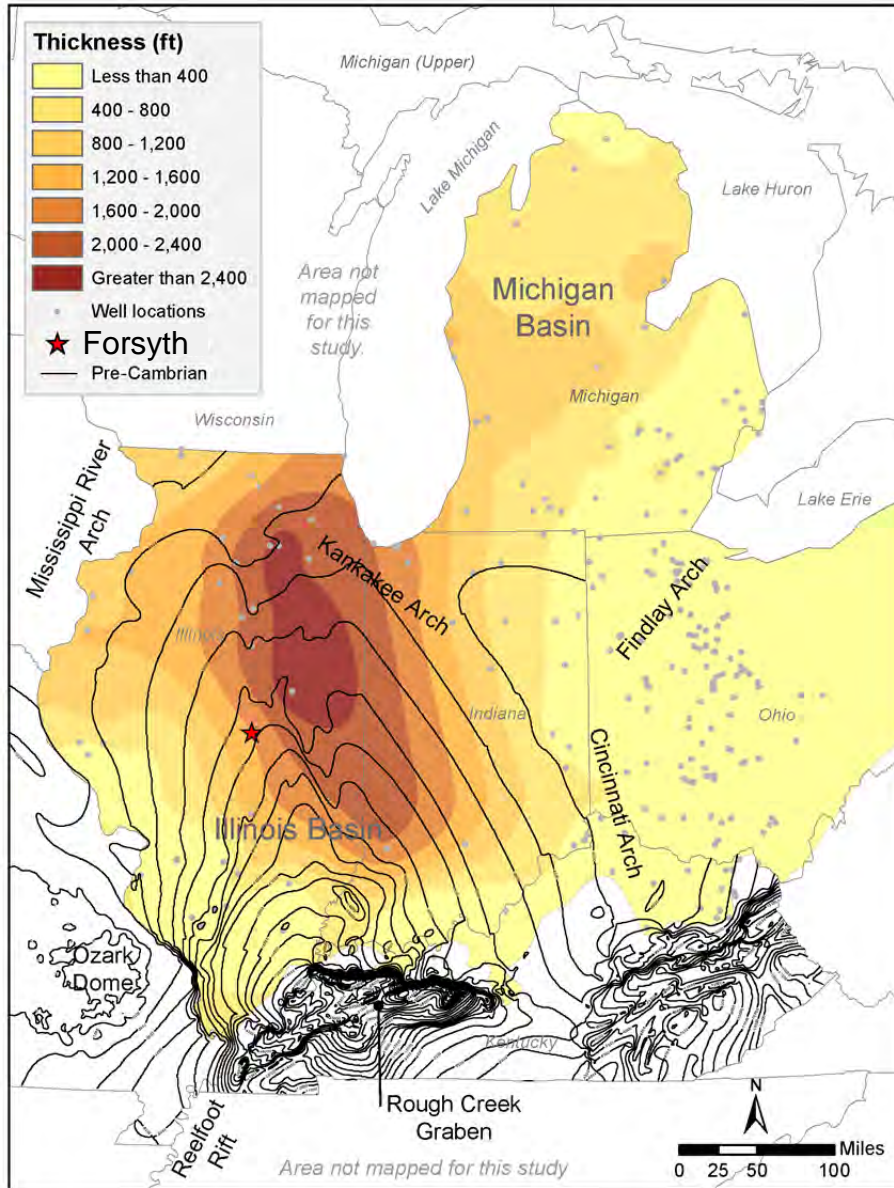 Thickness (ft)
Less than 400
400 - 800
800 - 1,200
1,200 - 1,600
1,600 - 2,000
2,000 - 2,400
Greater than 2,400
Well locations
Forsyth
Pre-Cambrian
Michigan (Upper)
Lake Michigan
Lake Huron
Area not
mapped
for this
study.
Michigan
Basin
Michigan
Wisconsin
Lake Erie
Mississippi River
Arch
Kankakee Arch
Findlay Arch
Illinois
Indiana
Ohio
Cincinnati Arch
Illinois Basin
Ozark
Dome
Kentucky
Rough Creek
Graben
Reelfoot
Rift
Area not mapped for this study
N
Miles
0 25 50 100